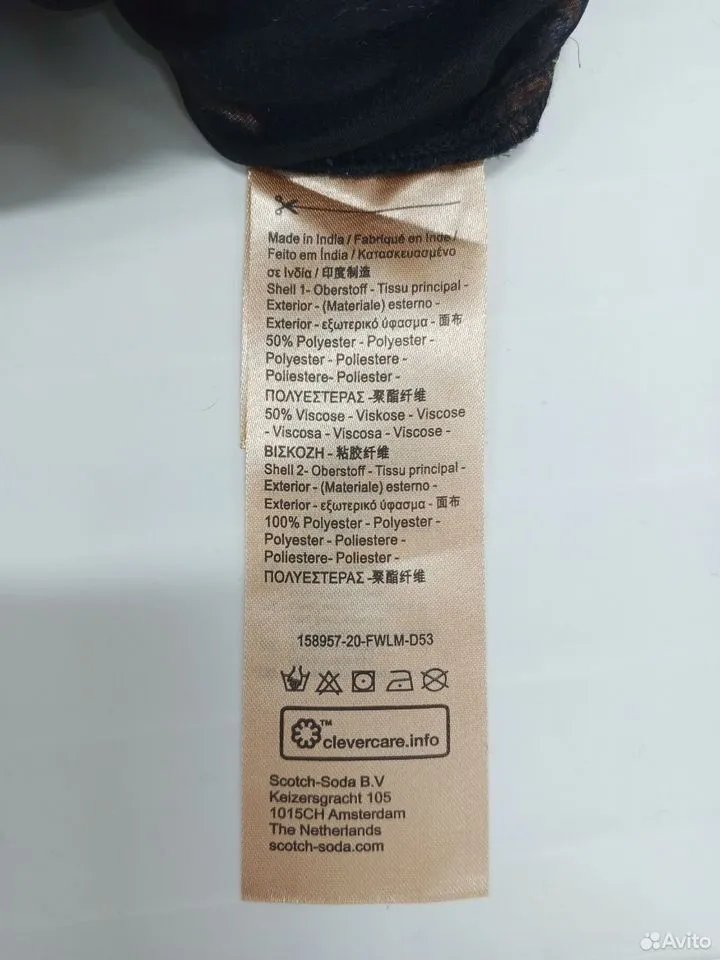 Made in India / Fabriqué en Inde /
Feito em Índia / Κατασκευασμένο
σε Ινδία / 印度制造
Shell 1- Oberstoff - Tissu principal -
Exterior - (Materiale) esterno -
Exterior - εξωτερικό ύφασμα - 面布
50% Polyester - Polyester -
Polyester - Poliestere -
Poliestere- Poliester -
ΠΟΛΥΕΣΤΕΡΑΣ -聚酯纤维
50% Viscose - Viskose - Viscose
- Viscosa - Viscosa - Viscose -
ΒΙΣΚΟΖΗ - 粘胶纤维
Shell 2- Oberstoff - Tissu principal -
Exterior - (Materiale) esterno -
Exterior - εξωτερικό ύφασμα - 面布
100% Polyester - Polyester -
Polyester - Poliestere -
Poliestere- Poliester -
ΠΟΛΥΕΣΤΕΡΑΣ -聚酯纤维
158957-20-FWLM-D53
™
clevercare.info
Scotch-Soda B.V
Keizersgracht 105
1015CH Amsterdam
The Netherlands
scotch-soda.com
Avito